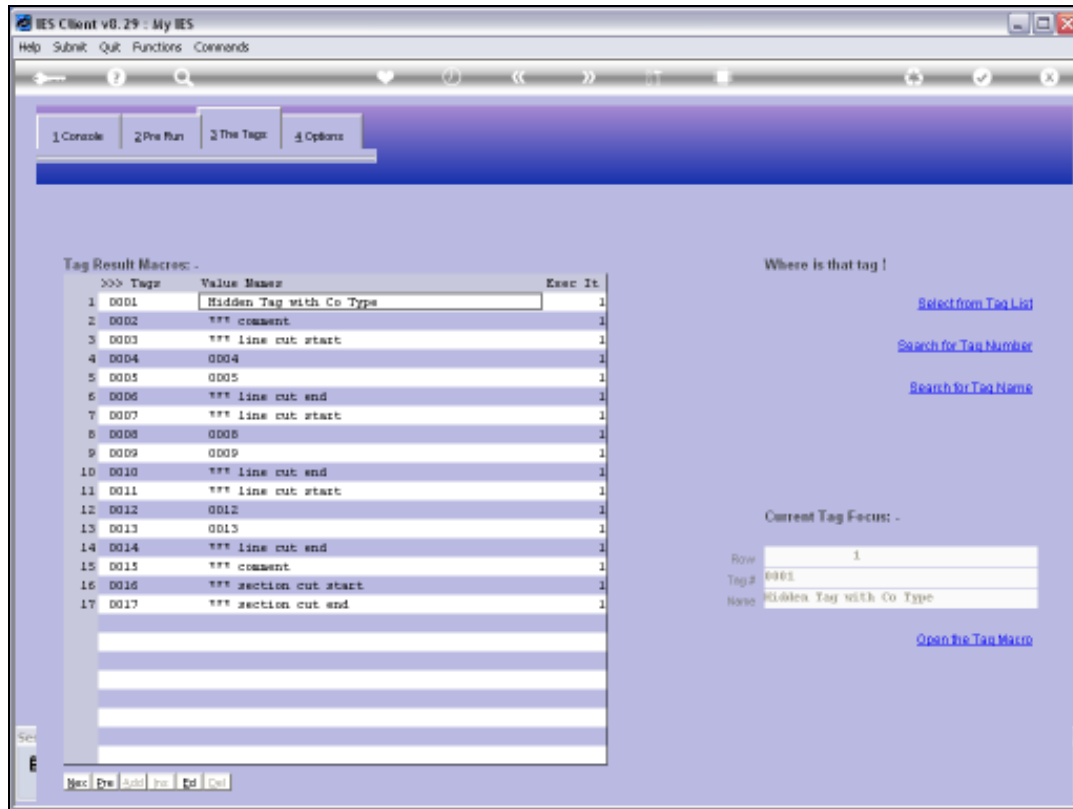 IES Client v8.29 : My IES
Help Submit Quit Functions Commands
1 Console 2 Pre Run 3 The Tags 4 Options
Tag Result Macros: -
Where is that tag !
>>> Tags Value Names Exec It
1 0001 Hidden Tag with Co Type 1
2 0002 *** comment 1
3 0003 *** line cut start 1
4 0004 0004 1
5 0005 0005 1
6 0006 *** line cut end 1
7 0007 *** line cut start 1
8 0008 0008 1
9 0009 0009 1
10 0010 *** line cut end 1
11 0011 *** line cut start 1
12 0012 0012 1
13 0013 0013 1
14 0014 *** line cut end 1
15 0015 *** comment 1
16 0016 *** section cut start 1
17 0017 *** section cut end 1
Select from Tag List
Search for Tag Number
Search for Tag Name
Current Tag Focus: -
Row 1
Tag # 0001
Name Hidden Tag with Co Type
Open the Tag Macro
Nex Pre Add Ins Ed Del